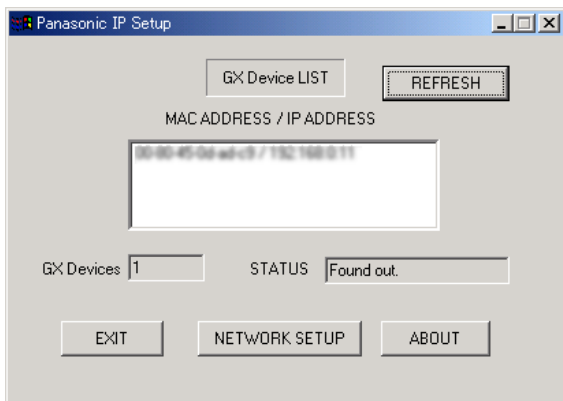 Panasonic IP Setup
GX Device LIST
REFRESH
MAC ADDRESS / IP ADDRESS
GX Devices 1
STATUS Found out.
EXIT
NETWORK SETUP
ABOUT